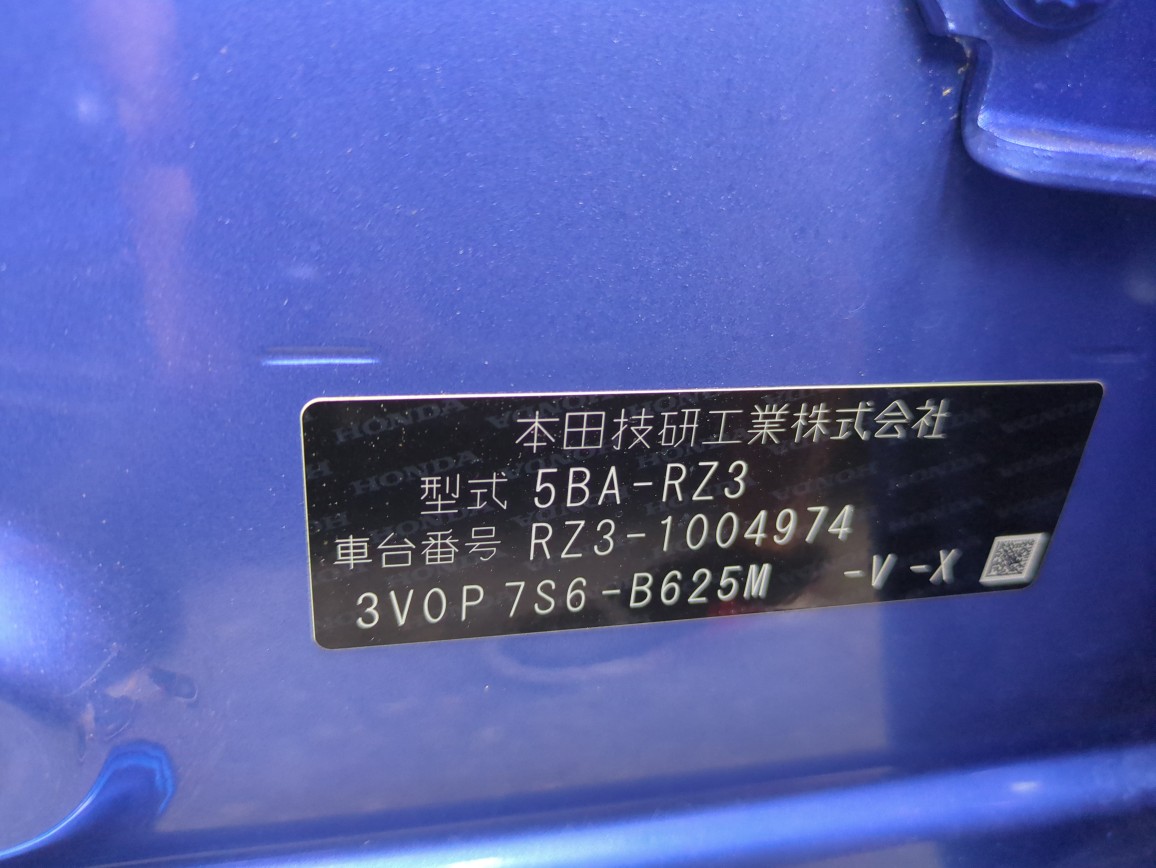 本田技研工業株式会社
型式 5BA-RZ3
車台番号 RZ3-1004974
3V0P 7S6-B625M -V -X